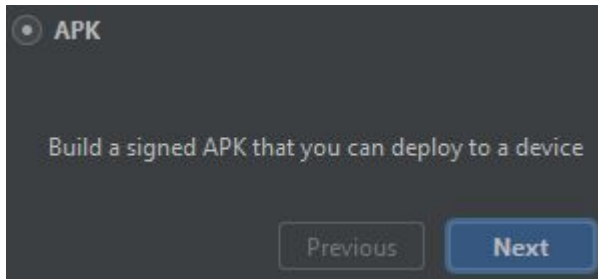 APK
Build a signed APK that you can deploy to a device
Previous
Next